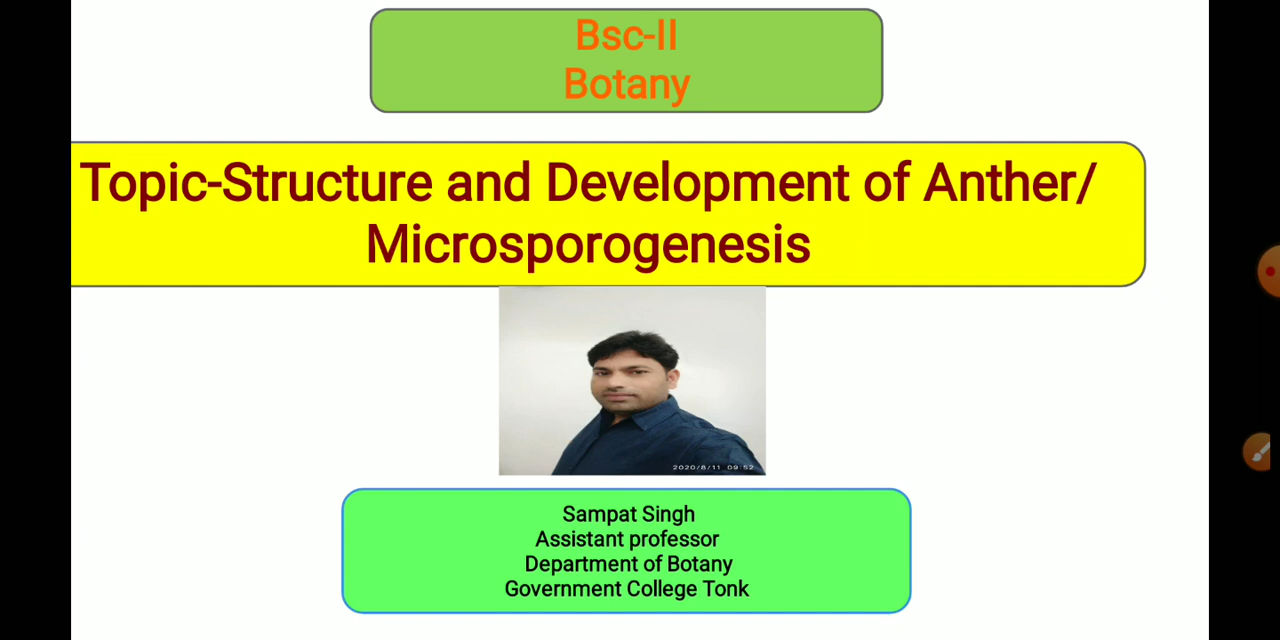 Bsc-II
Botany
Topic-Structure and Development of Anther/
Microsporogenesis
2020/8/11 09:52
Sampat Singh
Assistant professor
Department of Botany
Government College Tonk